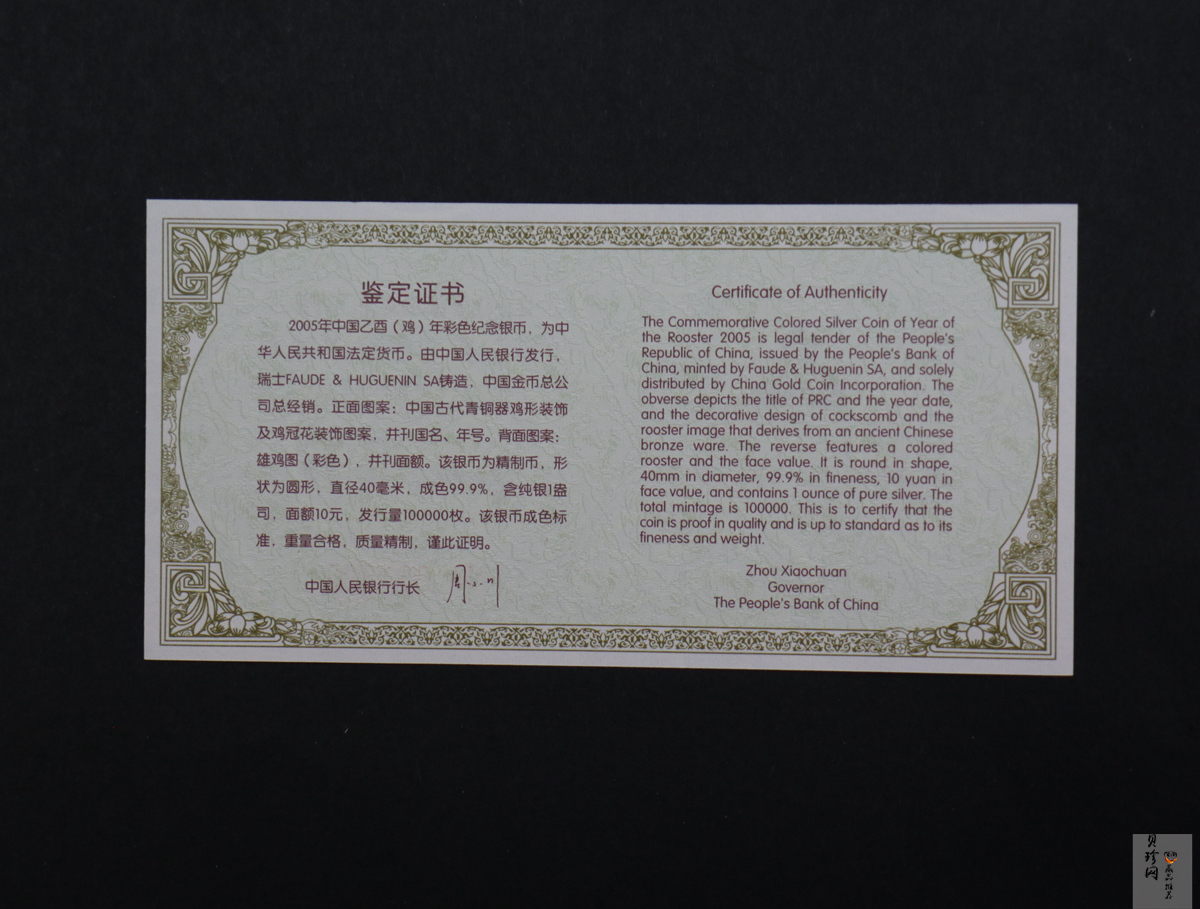 鉴定证书
2005年中国乙酉（鸡）年彩色纪念银币，为中
华人民共和国法定货币。由中国人民银行发行，
瑞士FAUDE & HUGUENIN SA铸造，中国金币总公
司总经销。正面图案：中国古代青铜器鸡形装饰
及鸡冠花装饰图案，并刊国名、年号。背面图案：
雄鸡图（彩色），并刊面额。该银币为精制币，形
状为圆形，直径40毫米，成色99.9%，含纯银1盎
司，面额10元，发行量100000枚。该银币成色标
准，重量合格，质量精制，谨此证明。
中国人民银行行长
Certificate of Authenticity
The Commemorative Colored Silver Coin of Year of
the Rooster 2005 is legal tender of the People's
Republic of China, issued by the People's Bank of
China, minted by Faude & Huguenin SA, and solely
distributed by China Gold Coin Incorporation. The
obverse depicts the title of PRC and the year date,
and the decorative design of cockscomb and the
rooster image that derives from an ancient Chinese
bronze ware. The reverse features a colored
rooster and the face value. It is round in shape,
40mm in diameter, 99.9% in fineness, 10 yuan in
face value, and contains 1 ounce of pure silver. The
total mintage is 100000. This is to certify that the
coin is proof in quality and is up to standard as to its
fineness and weight.
Zhou Xiaochuan
Governor
The People's Bank of China
贝珍网